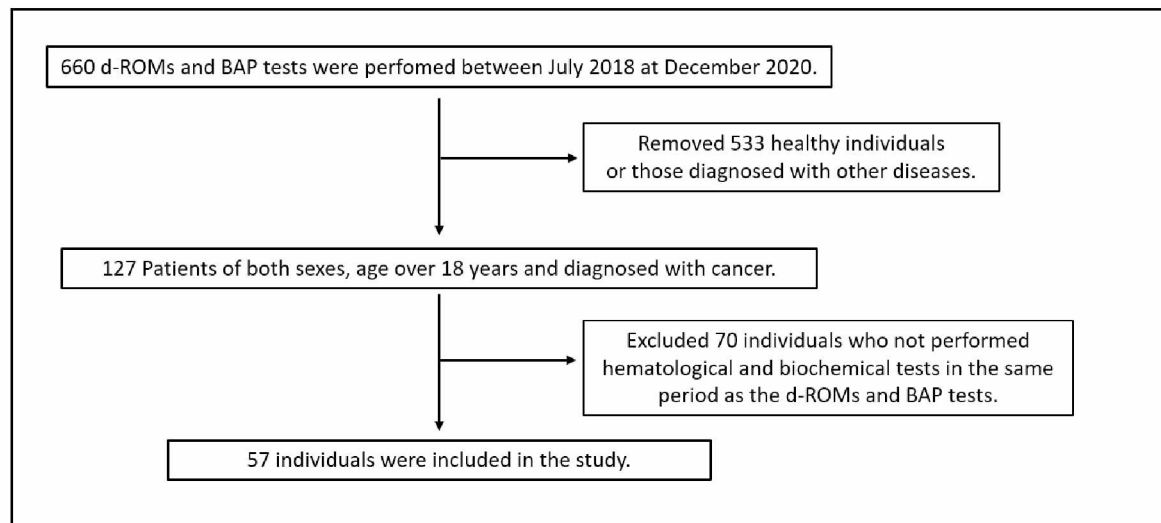 660 d-ROMs and BAP tests were perfomed between July 2018 at December 2020.
Removed 533 healthy individuals
or those diagnosed with other diseases.
127 Patients of both sexes, age over 18 years and diagnosed with cancer.
Excluded 70 individuals who not performed
hematological and biochemical tests in the same
period as the d-ROMs and BAP tests.
57 individuals were included in the study.